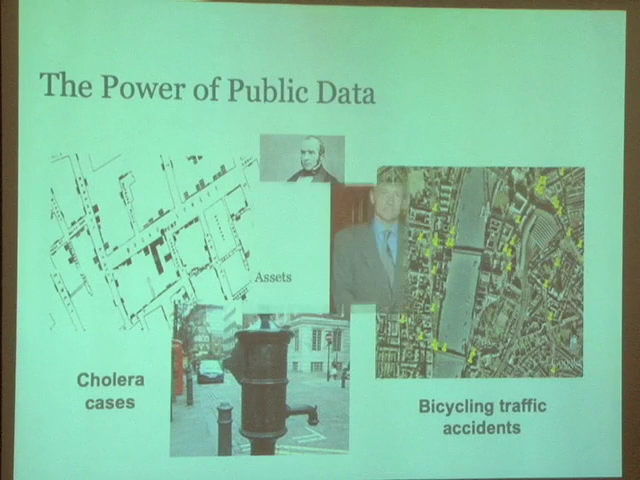 The Power of Public Data
Assets
Cholera
cases
Bicycling traffic
accidents